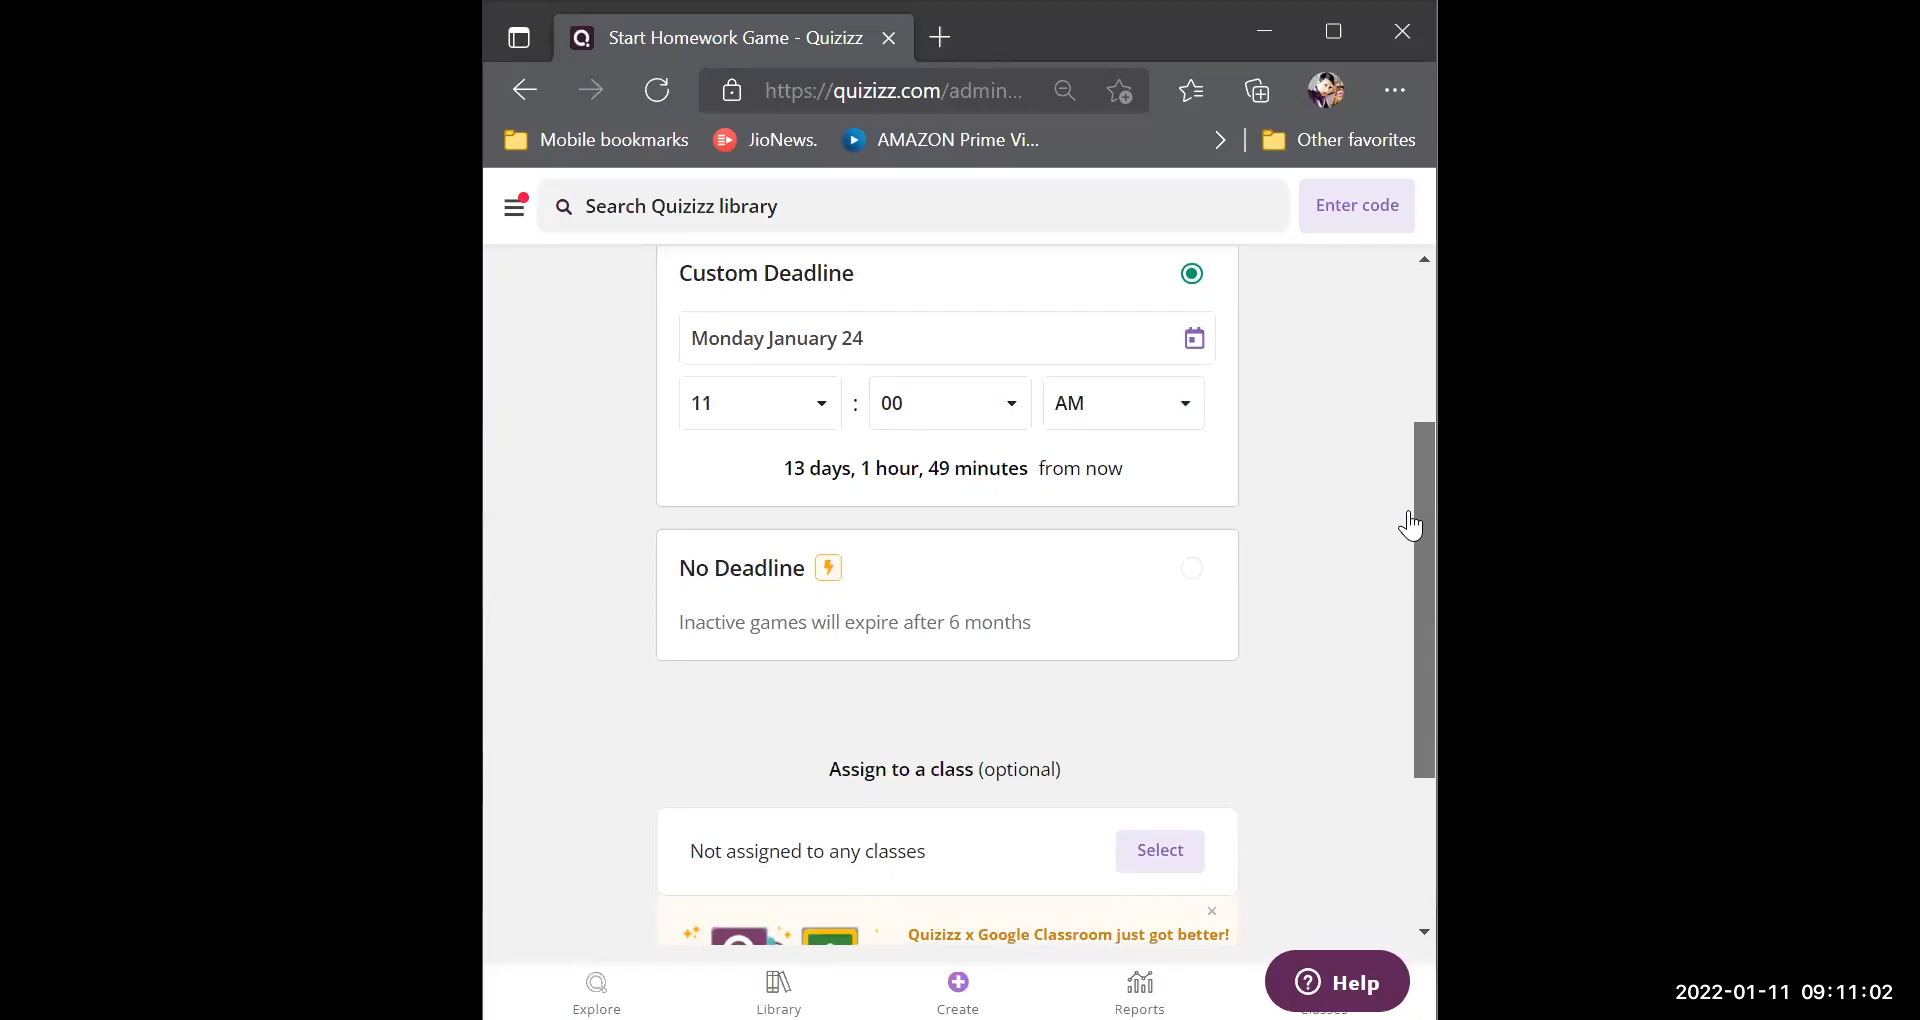 Start Homework Game - Quizizz
https://quizizz.com/admin...
Mobile bookmarks
JioNews.
AMAZON Prime Vi...
Other favorites
Search Quizizz library
Enter code
Custom Deadline
Monday January 24
11 : 00 AM
13 days, 1 hour, 49 minutes from now
No Deadline
Inactive games will expire after 6 months
Assign to a class (optional)
Not assigned to any classes
Select
Quizizz x Google Classroom just got better!
Explore
Library
Create
Reports
Help
2022-01-11 09:11:02